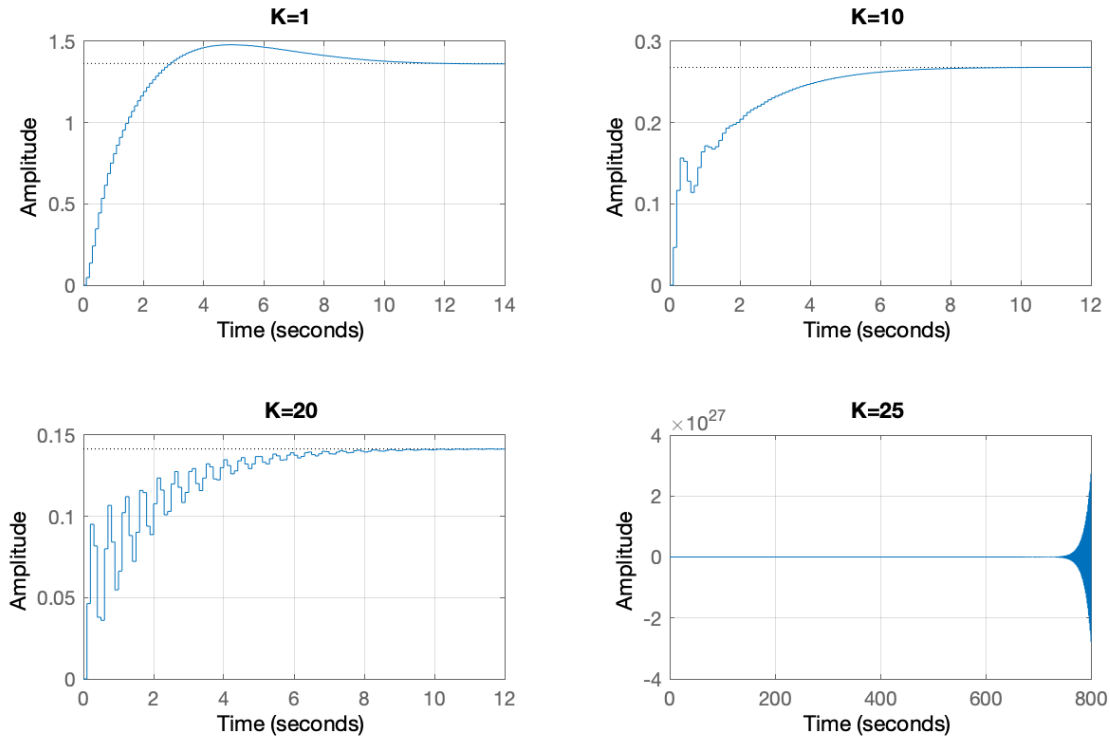 K=1
1.5
1
0.5
0
Amplitude
0 2 4 6 8 10 12 14
Time (seconds)
K=10
0.3
0.2
0.1
0
Amplitude
0 2 4 6 8 10 12
Time (seconds)
K=20
0.15
0.1
0.05
0
Amplitude
0 2 4 6 8 10 12
Time (seconds)
K=25
×10²⁷
4
2
0
-2
-4
Amplitude
0 200 400 600 800
Time (seconds)